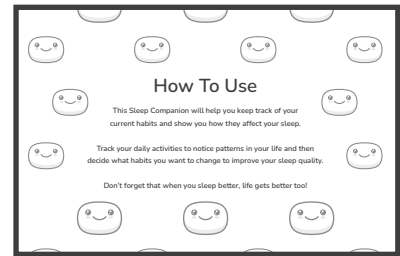 How To Use
This Sleep Companion will help you keep track of your
current habits and show you how they affect your sleep.
Track your daily activities to notice patterns in your life and then
decide what habits you want to change to improve your sleep quality.
Don't forget that when you sleep better, life gets better too!